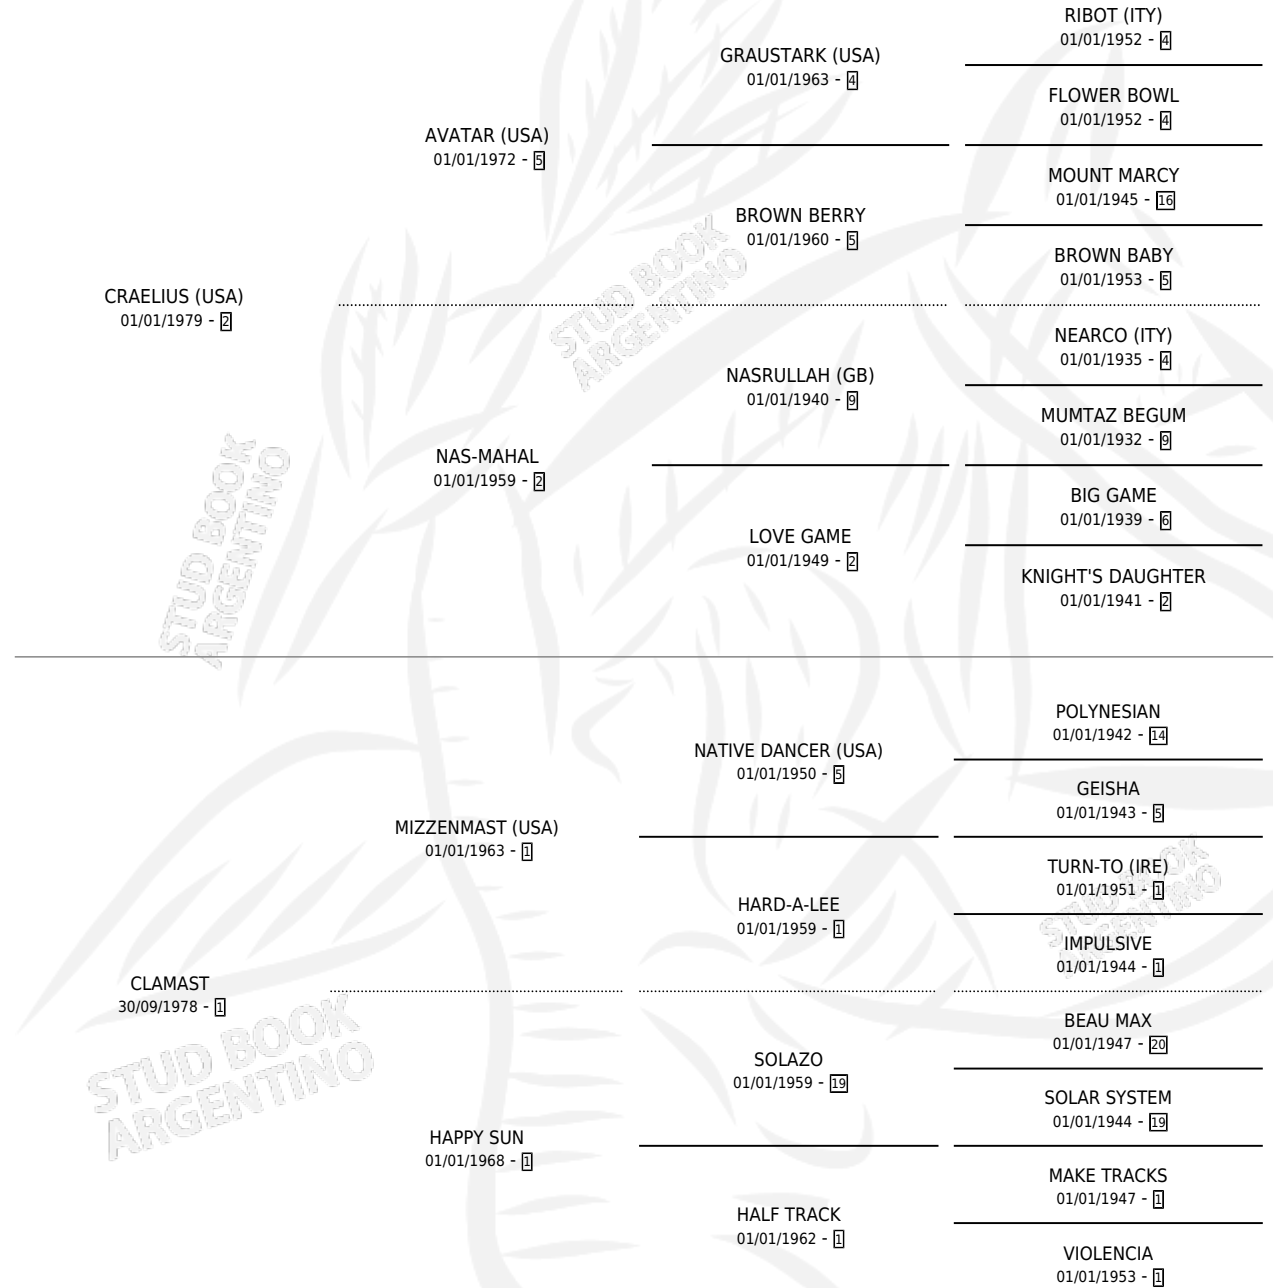 RIBOT (ITY)
01/01/1952 - 4
GRAUSTARK (USA)
01/01/1963 - 4
FLOWER BOWL
01/01/1952 - 4
AVATAR (USA)
01/01/1972 - 5
MOUNT MARCY
01/01/1945 - 16
BROWN BERRY
01/01/1960 - 5
BROWN BABY
01/01/1953 - 5
CRAELIUS (USA)
01/01/1979 - 2
NEARCO (ITY)
01/01/1935 - 4
NASRULLAH (GB)
01/01/1940 - 9
MUMTAZ BEGUM
01/01/1932 - 9
NAS-MAHAL
01/01/1959 - 2
BIG GAME
01/01/1939 - 6
LOVE GAME
01/01/1949 - 2
KNIGHT'S DAUGHTER
01/01/1941 - 2
STUD BOOK
ARGENTINO
STUD BOOK
ARGENTINO
POLYNESIAN
01/01/1942 - 14
NATIVE DANCER (USA)
01/01/1950 - 5
GEISHA
01/01/1943 - 5
MIZZENMAST (USA)
01/01/1963 - 1
TURN-TO (IRE)
01/01/1951 - 1
HARD-A-LEE
01/01/1959 - 1
IMPULSIVE
01/01/1944 - 1
STUD BOOK
ARGENTINO
CLAMAST
30/09/1978 - 1
BEAU MAX
01/01/1947 - 20
SOLAZO
01/01/1959 - 19
SOLAR SYSTEM
01/01/1944 - 19
STUD BOOK
ARGENTINO
HAPPY SUN
01/01/1968 - 1
MAKE TRACKS
01/01/1947 - 1
HALF TRACK
01/01/1962 - 1
VIOLENCIA
01/01/1953 - 1